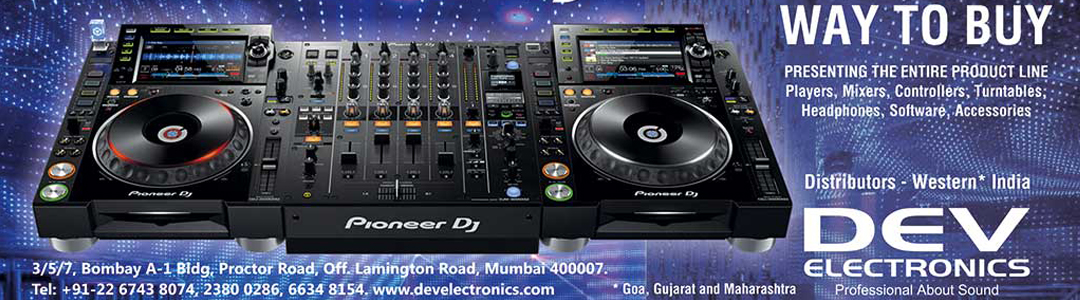 WAY TO BUY
PRESENTING THE ENTIRE PRODUCT LINE
Players, Mixers, Controllers, Turntables,
Headphones, Software, Accessories
Distributors - Western* India
DEV
ELECTRONICS
Professional About Sound
* Goa, Gujarat and Maharashtra
Pioneer Dj
Pioneer Dj
Pioneer Dj
Pioneer Dj
3/5/7, Bombay A-1 Bldg, Proctor Road, Off. Lamington Road, Mumbai 400007.
Tel: +91-22 6743 8074, 2380 0286, 6634 8154. www.develectronics.com